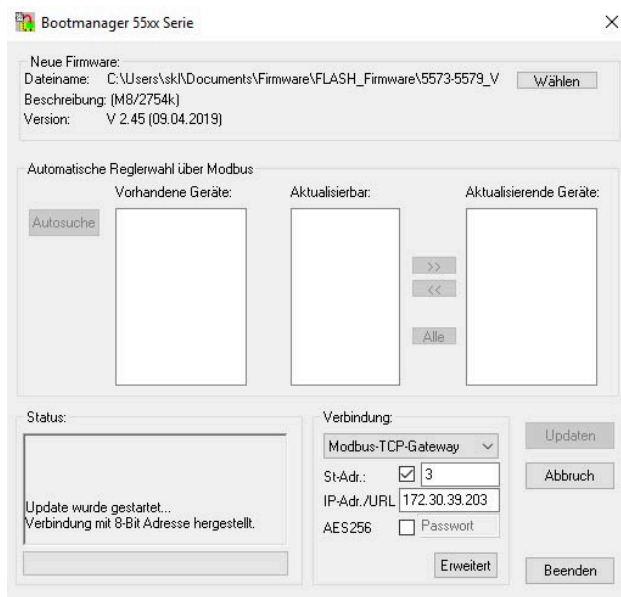 Bootmanager 55xx Serie
Neue Firmware:
Dateiname: C:\Users\skl\Documents\Firmware\FLASH_Firmware\5573-5579_V
Wählen
Beschreibung: (M8/2754k)
Version: V 2.45 (09.04.2019)
Automatische Reglerwahl über Modbus
Vorhandene Geräte: Aktualisierbar: Aktualisierende Geräte:
Autosuche
>>
<<
Alle
Status:
Update wurde gestartet...
Verbindung mit 8-Bit Adresse hergestellt.
Verbindung:
Modbus-TCP-Gateway
St-Adr.: 3
IP-Adr./URL 172.30.39.203
AES256 Passwort
Erweitert
Updaten
Abbruch
Beenden